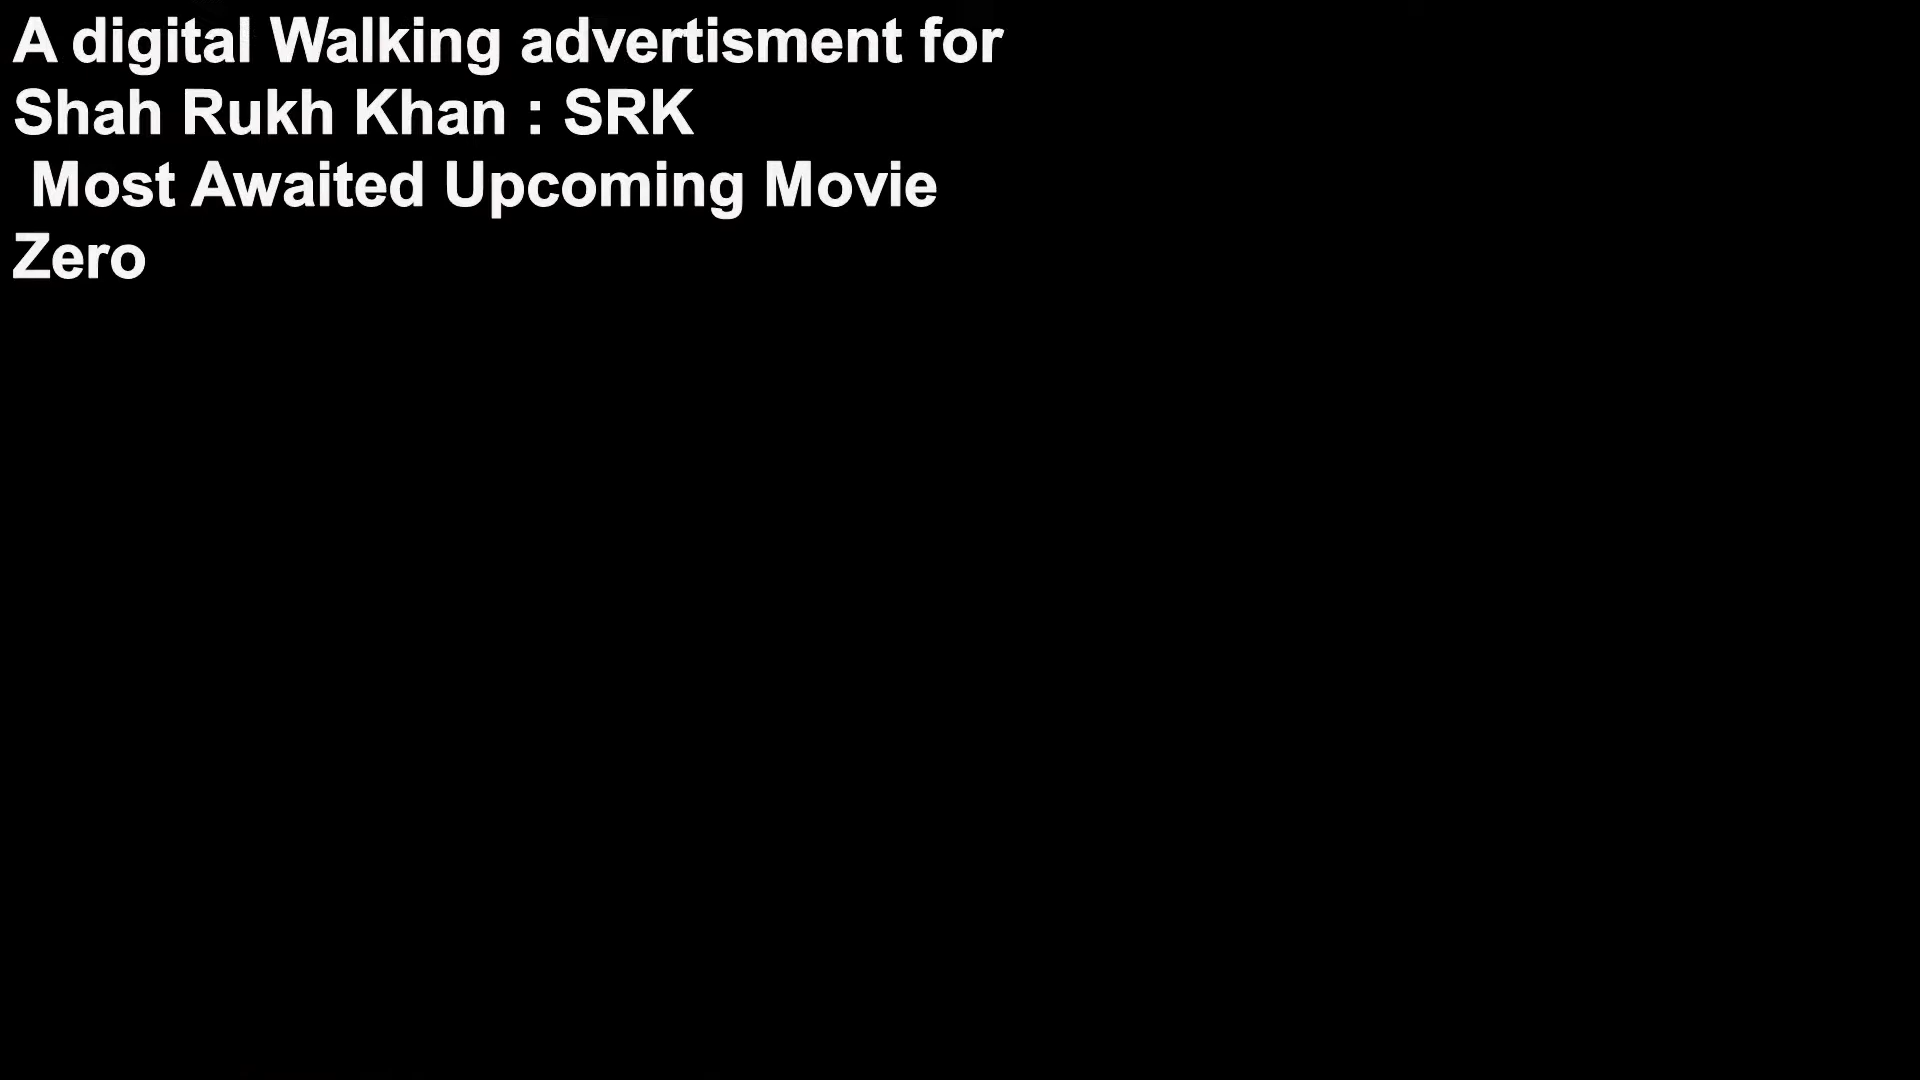 A digital Walking advertisment for
Shah Rukh Khan : SRK
Most Awaited Upcoming Movie
Zero